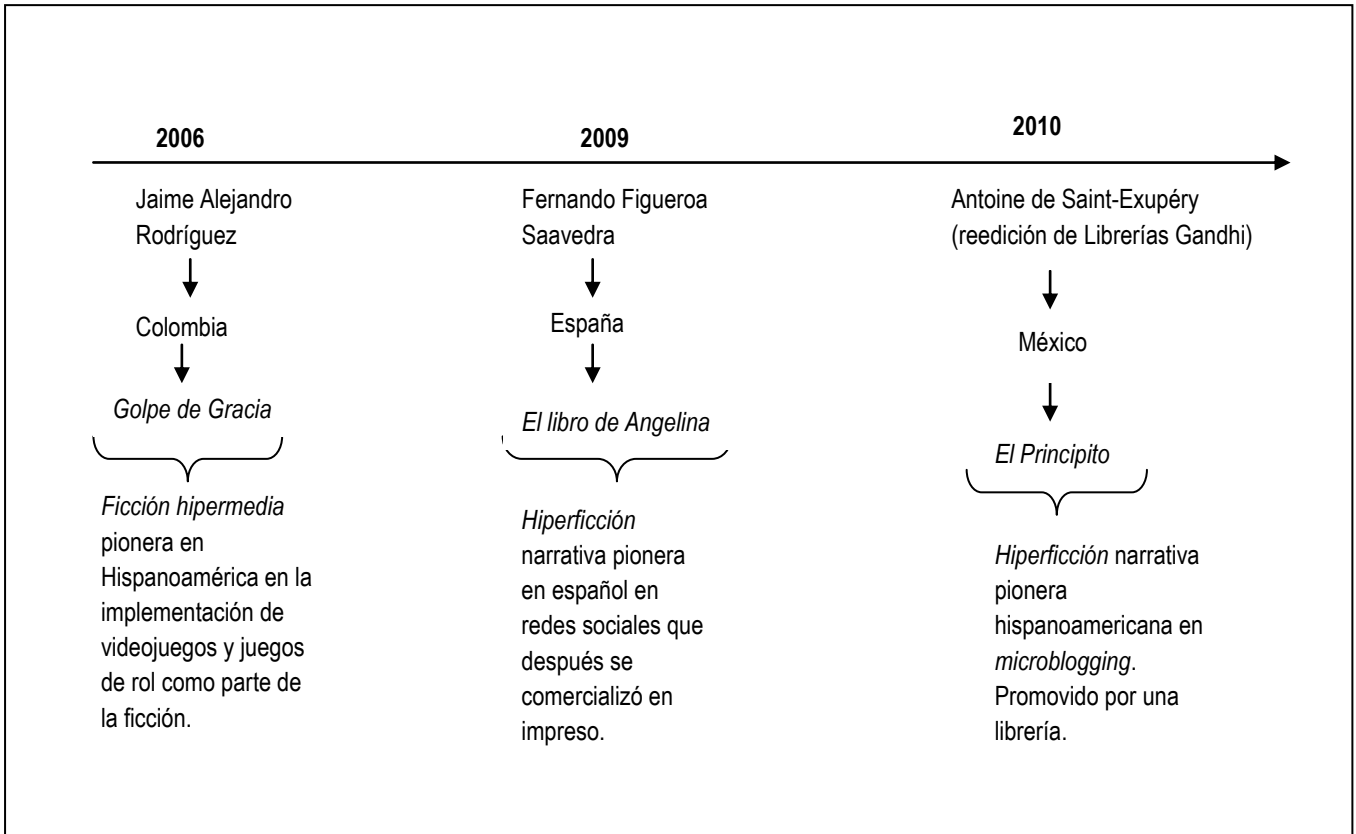 2006
Jaime Alejandro
Rodríguez
Colombia
Golpe de Gracia
Ficción hipermedia
pionera en
Hispanoamérica en la
implementación de
videojuegos y juegos
de rol como parte de
la ficción.
2009
Fernando Figueroa
Saavedra
España
El libro de Angelina
Hiperficción
narrativa pionera
en español en
redes sociales que
después se
comercializó en
impreso.
2010
Antoine de Saint-Exupéry
(reedición de Librerías Gandhi)
México
El Principito
Hiperficción narrativa
pionera
hispanoamericana en
microblogging.
Promovido por una
librería.